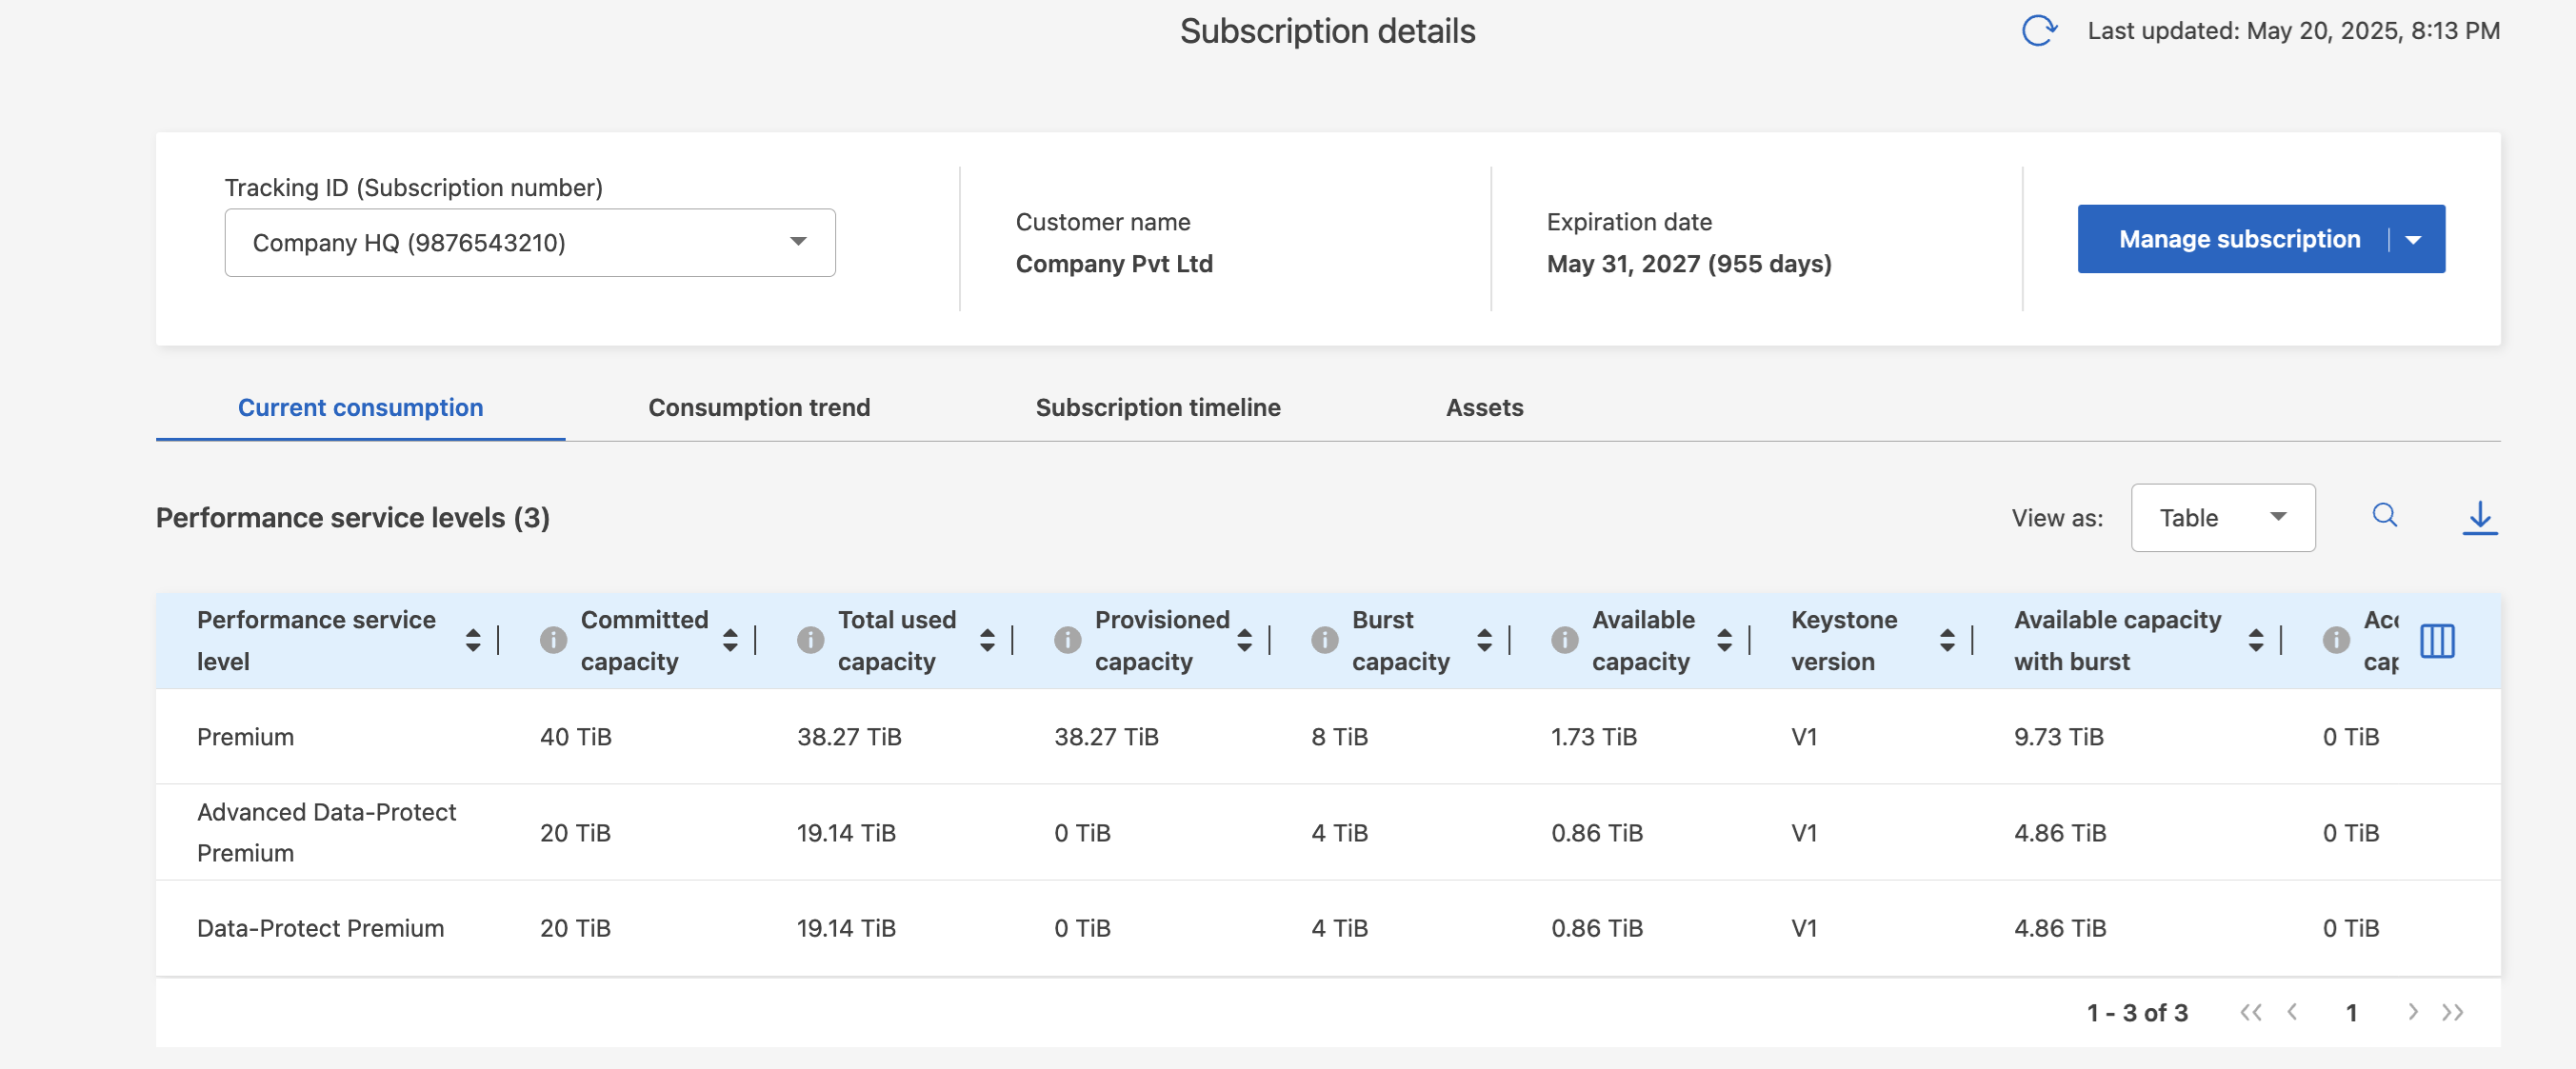 Subscription details
Last updated: May 20, 2025, 8:13 PM
Tracking ID (Subscription number)
Company HQ (9876543210)
Customer name
Company Pvt Ltd
Expiration date
May 31, 2027 (955 days)
Manage subscription
Current consumption
Consumption trend
Subscription timeline
Assets
Performance service levels (3)
View as:
Table
Performance service level
Committed capacity
Total used capacity
Provisioned capacity
Burst capacity
Available capacity
Keystone version
Available capacity with burst
Premium
40 TiB
38.27 TiB
38.27 TiB
8 TiB
1.73 TiB
V1
9.73 TiB
0 TiB
Advanced Data-Protect Premium
20 TiB
19.14 TiB
0 TiB
4 TiB
0.86 TiB
V1
4.86 TiB
0 TiB
Data-Protect Premium
20 TiB
19.14 TiB
0 TiB
4 TiB
0.86 TiB
V1
4.86 TiB
0 TiB
1 - 3 of 3
<< < 1 > >>